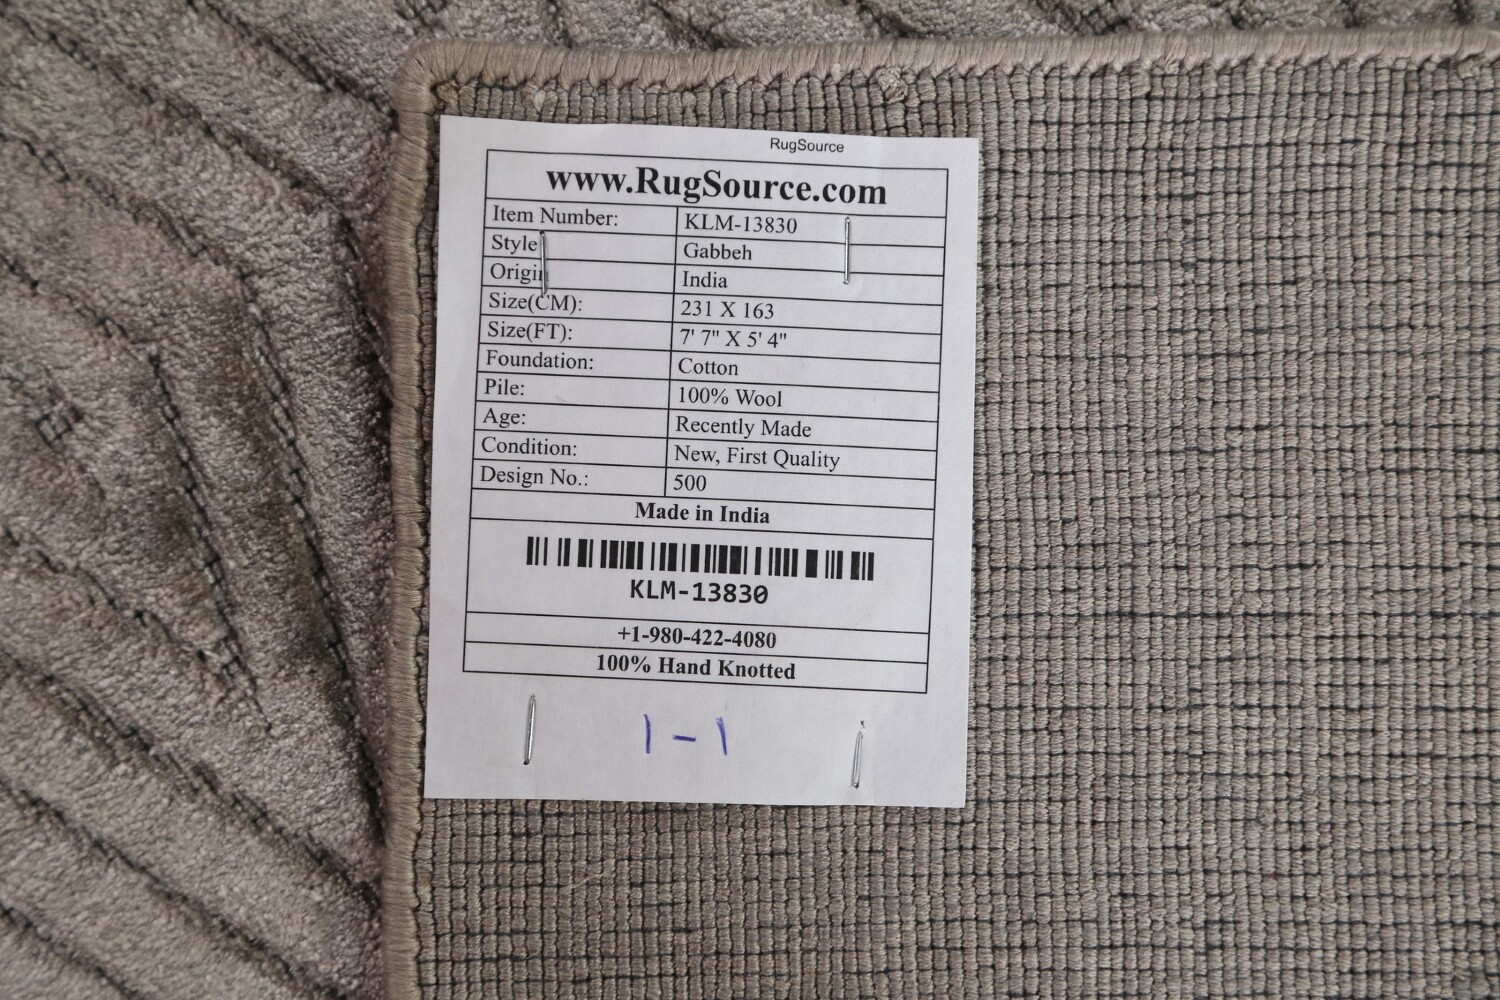 RugSource
www.RugSource.com
Item Number: KLM-13830
Style Gabbeh
Origin India
Size(CM): 231 X 163
Size(FT): 7' 7" X 5' 4"
Foundation: Cotton
Pile: 100% Wool
Age: Recently Made
Condition: New, First Quality
Design No.: 500
Made in India
KLM-13830
+1-980-422-4080
100% Hand Knotted
1-1